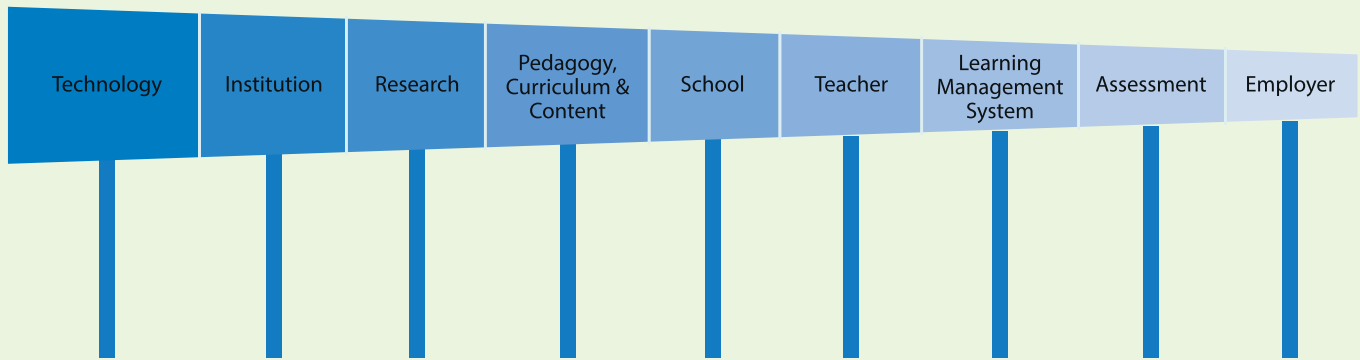 Technology
Institution
Research
Pedagogy,
Curriculum &
Content
School
Teacher
Learning
Management
System
Assessment
Employer